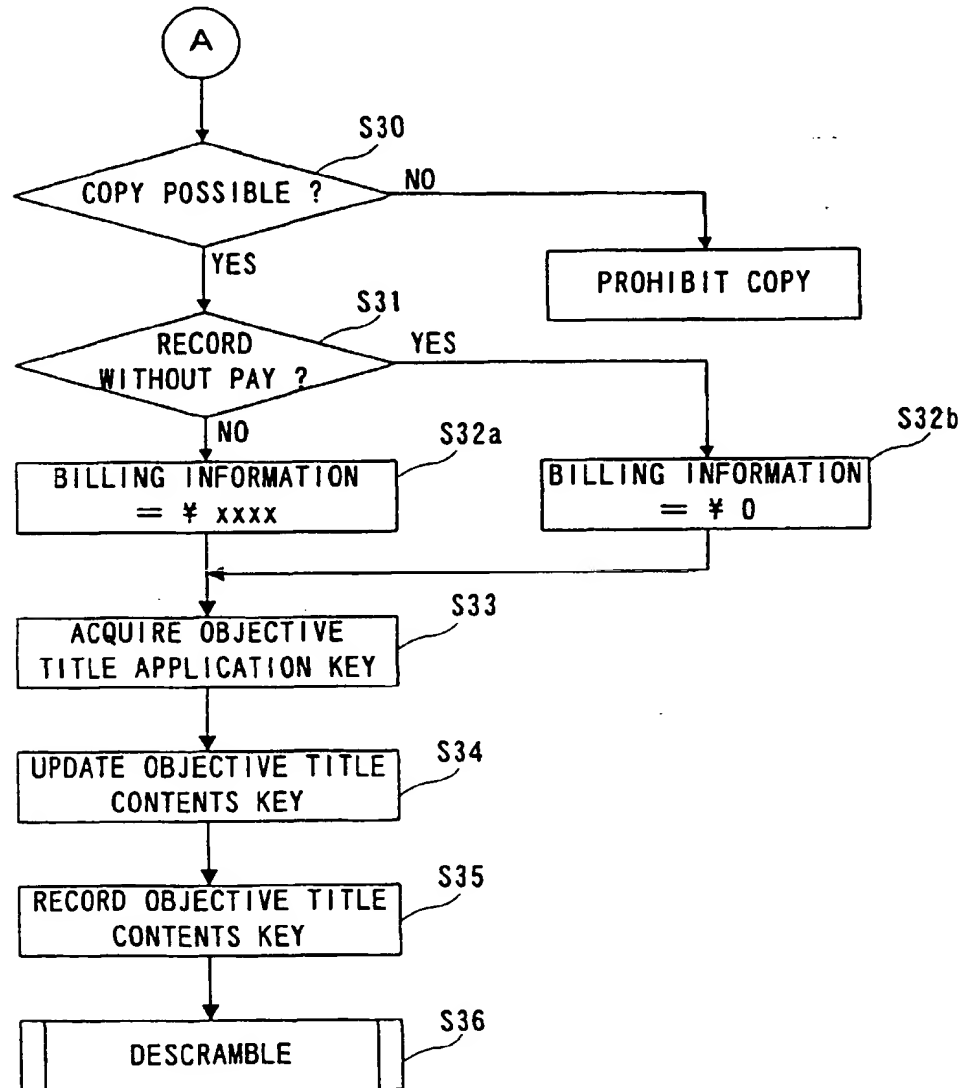 A
S30
COPY POSSIBLE ?
NO
YES
PROHIBIT COPY
S31
RECORD
WITHOUT PAY ?
YES
NO
S32a
BILLING INFORMATION
= ¥ xxxx
S32b
BILLING INFORMATION
= ¥ 0
S33
ACQUIRE OBJECTIVE
TITLE APPLICATION KEY
S34
UPDATE OBJECTIVE TITLE
CONTENTS KEY
S35
RECORD OBJECTIVE TITLE
CONTENTS KEY
S36
DESCRAMBLE